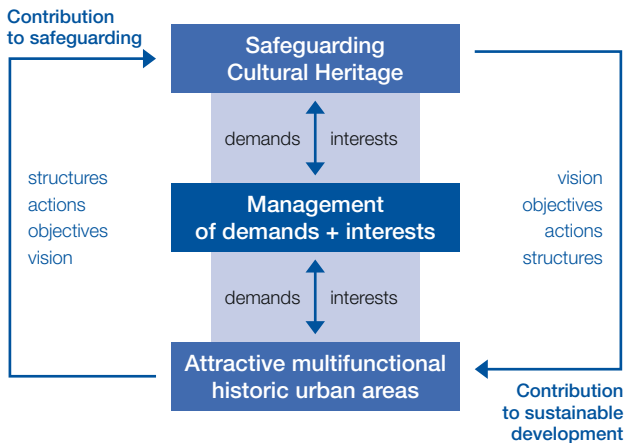 Contribution
to safeguarding
Safeguarding
Cultural Heritage
demands interests
structures
actions
objectives
vision
Management
of demands + interests
vision
objectives
actions
structures
demands interests
Attractive multifunctional
historic urban areas
Contribution
to sustainable
development